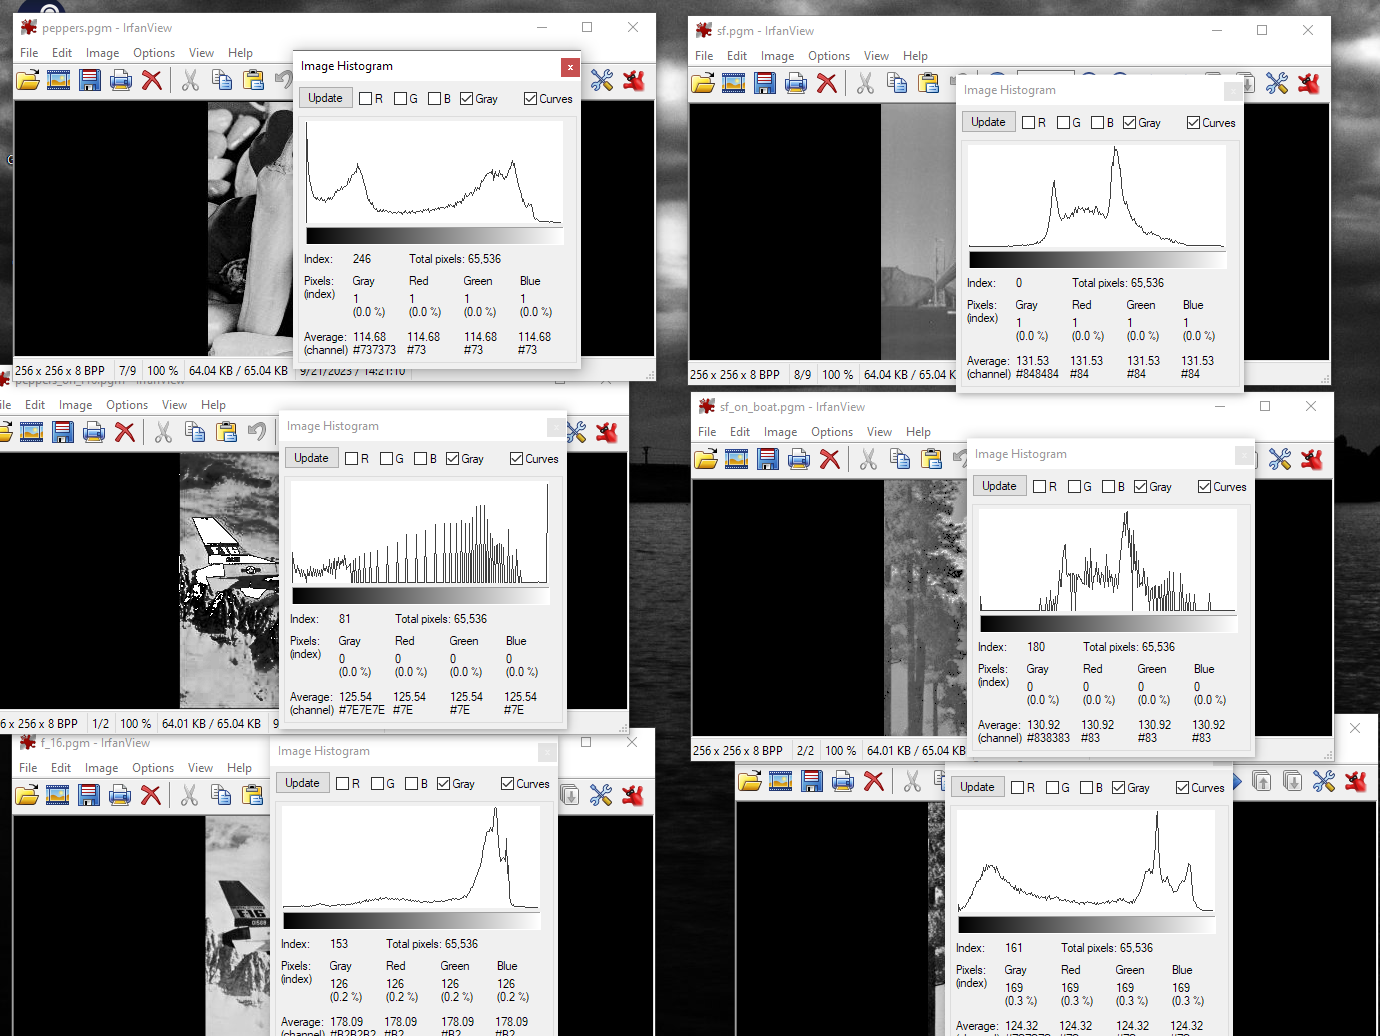 peppers.pgm - IrfanView
File Edit Image Options View Help
Image Histogram
Update R G B Gray Curves
Index: 246 Total pixels: 65,536
Pixels: Gray Red Green Blue
(index)
1 1 1 1
(0.0 %) (0.0 %) (0.0 %) (0.0 %)
Average: 114.68 114.68 114.68 114.68
(channel) #737373 #73 #73 #73
256 x 256 x 8 BPP 7/9 100 % 64.04 KB / 65.04 KB 9/21/2023 / 14:21:10
sf.pgm - IrfanView
File Edit Image Options View Help
Image Histogram
Update R G B Gray Curves
Index: 0 Total pixels: 65,536
Pixels: Gray Red Green Blue
(index)
1 1 1 1
(0.0 %) (0.0 %) (0.0 %) (0.0 %)
Average: 131.53 131.53 131.53 131.53
(channel) #848484 #84 #84 #84
256 x 256 x 8 BPP 8/9 100 % 64.04 KB / 65.04 K
Edit Image Options View Help
Image Histogram
Update R G B Gray Curves
F16
Index: 81 Total pixels: 65,536
Pixels: Gray Red Green Blue
(index)
0 0 0 0
(0.0 %) (0.0 %) (0.0 %) (0.0 %)
Average: 125.54 125.54 125.54 125.54
(channel) #7E7E7E #7E #7E #7E
6 x 256 x 8 BPP 1/2 100 % 64.01 KB / 65.04 KB 9
sf_on_boat.pgm - IrfanView
File Edit Image Options View Help
Image Histogram
Update R G B Gray Curves
Index: 180 Total pixels: 65,536
Pixels: Gray Red Green Blue
(index)
0 0 0 0
(0.0 %) (0.0 %) (0.0 %) (0.0 %)
Average: 130.92 130.92 130.92 130.92
(channel) #838383 #83 #83 #83
256 x 256 x 8 BPP 2/2 100 % 64.01 KB / 65.04 KB
f_16.pgm - IrfanView
File Edit Image Options View Help
Image Histogram
Update R G B Gray Curves
F16
Index: 153 Total pixels: 65,536
Pixels: Gray Red Green Blue
(index)
126 126 126 126
(0.2 %) (0.2 %) (0.2 %) (0.2 %)
Average: 178.09 178.09 178.09 178.09
#B2B2B2 #B2 #B2 #B2
Update R G B Gray Curves
Index: 161 Total pixels: 65,536
Pixels: Gray Red Green Blue
(index)
169 169 169 169
(0.3 %) (0.3 %) (0.3 %) (0.3 %)
Average: 124.32 124.32 124.32 124.32